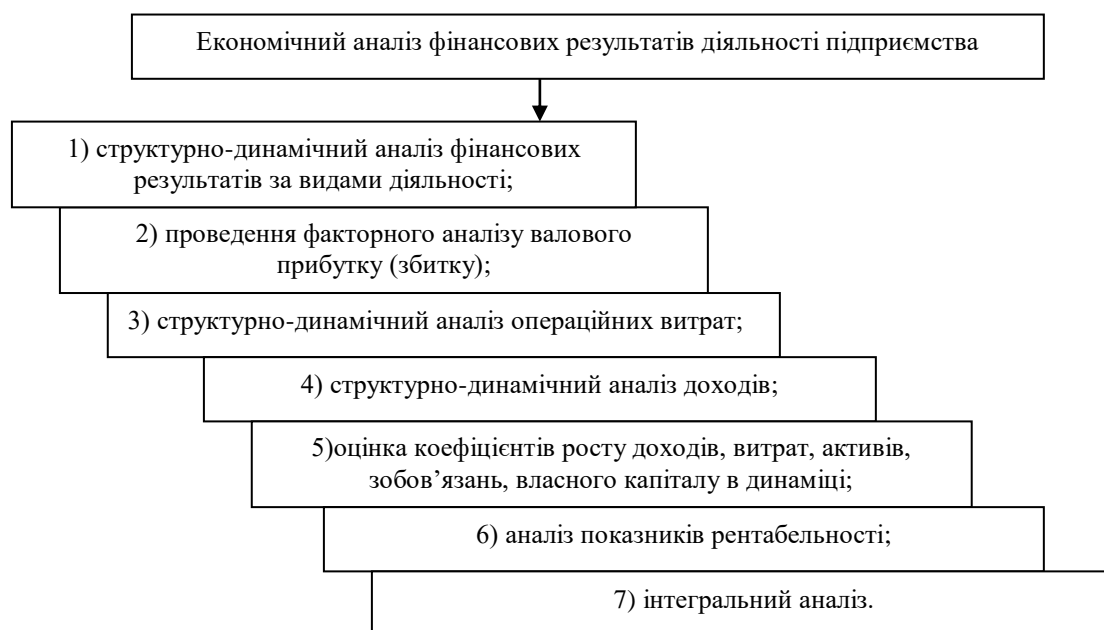 Економічний аналіз фінансових результатів діяльності підприємства
1) структурно-динамічний аналіз фінансових
результатів за видами діяльності;
2) проведення факторного аналізу валового
прибутку (збитку);
3) структурно-динамічний аналіз операційних витрат;
4) структурно-динамічний аналіз доходів;
5)оцінка коефіцієнтів росту доходів, витрат, активів,
зобов’язань, власного капіталу в динаміці;
6) аналіз показників рентабельності;
7) інтегральний аналіз.